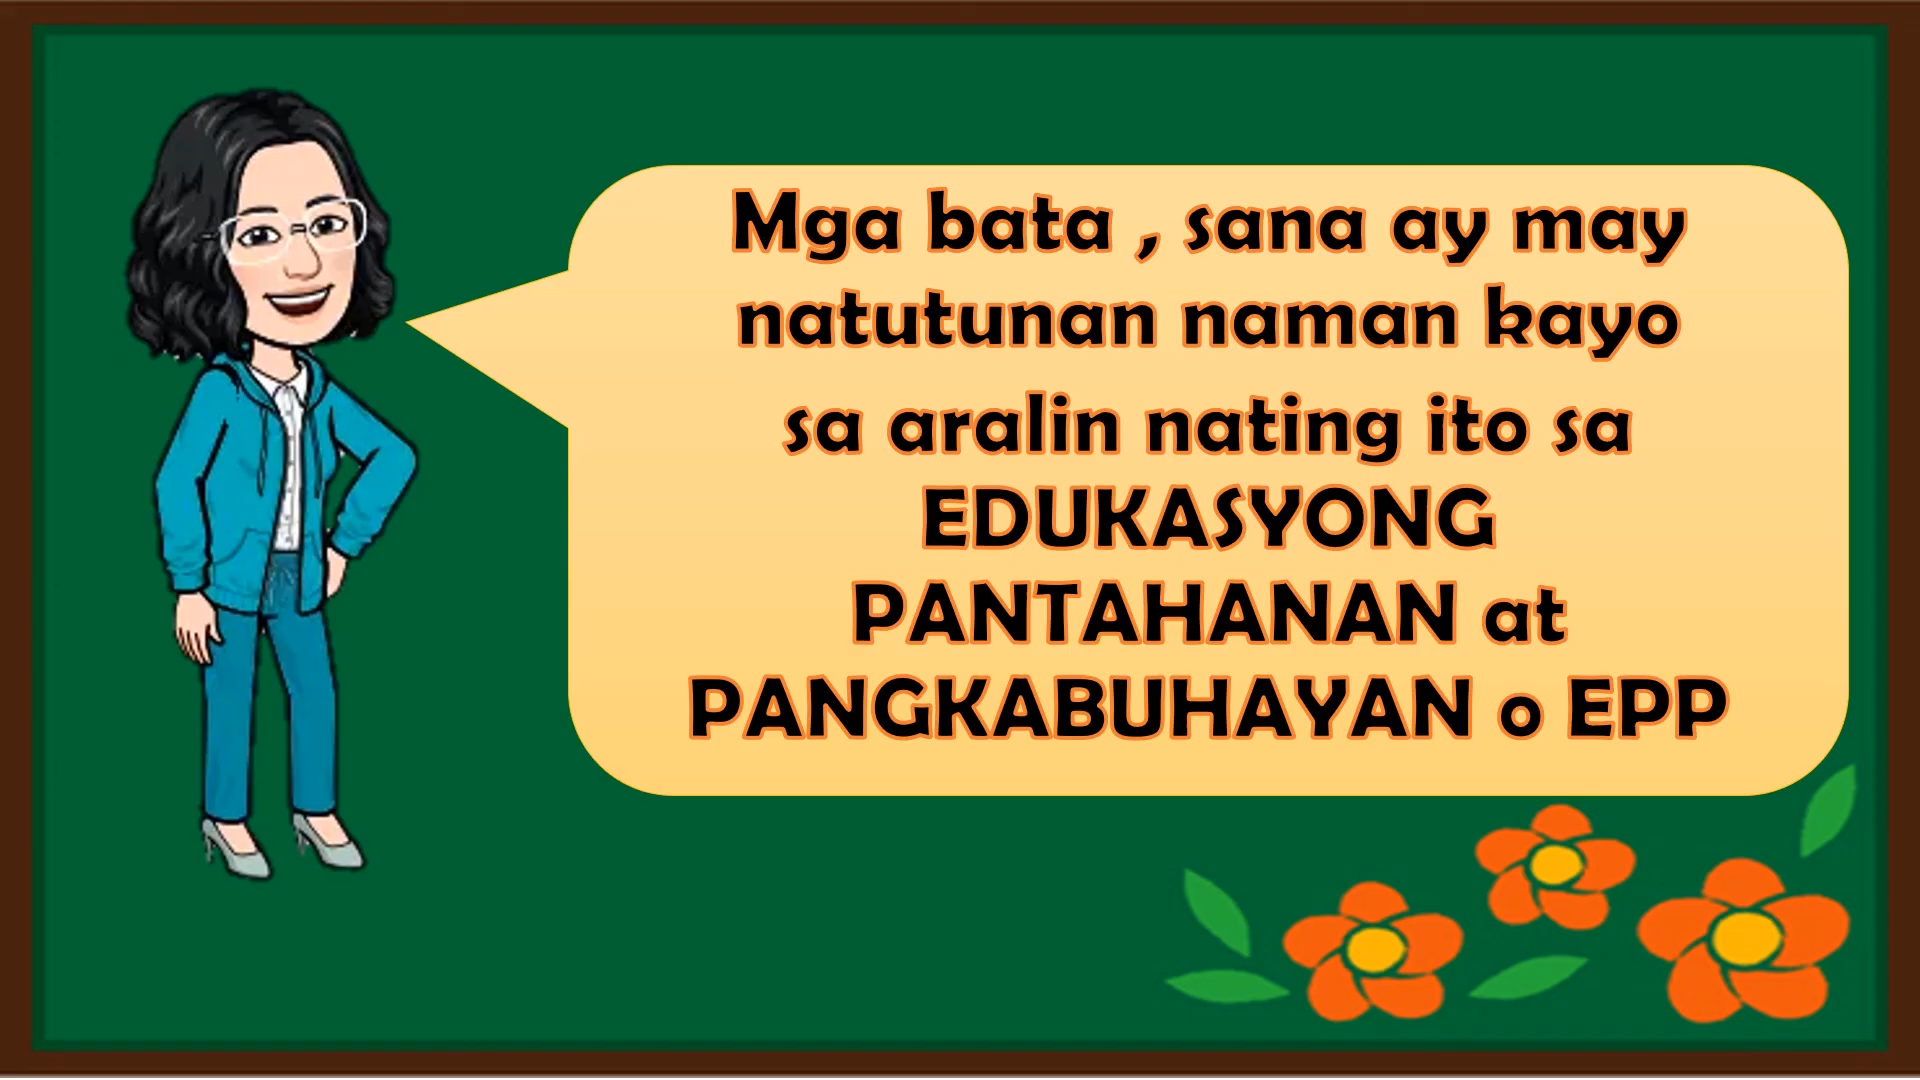 Mga bata , sana ay may
natutunan naman kayo
sa aralin nating ito sa
EDUKASYONG
PANTAHANAN at
PANGKABUHAYAN o EPP